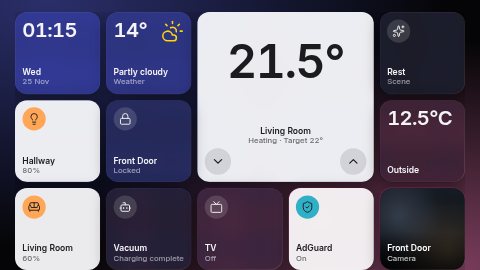 01:15
Wed
25 Nov
14°
Partly cloudy
Weather
21.5°
Living Room
Heating · Target 22°
Rest
Scene
Hallway
80%
Front Door
Locked
12.5°C
Outside
Living Room
60%
Vacuum
Charging complete
TV
Off
AdGuard
On
Front Door
Camera